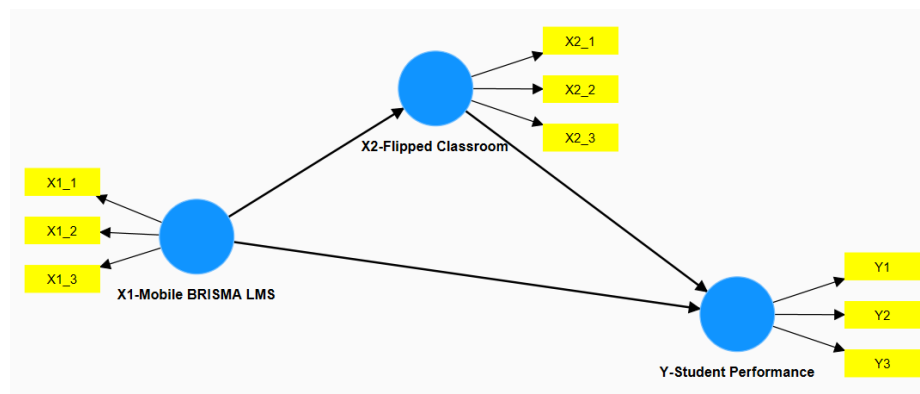 X2_1
X2_2
X2_3
X2-Flipped Classroom
X1_1
X1_2
X1_3
X1-Mobile BRISMA LMS
Y1
Y2
Y3
Y-Student Performance